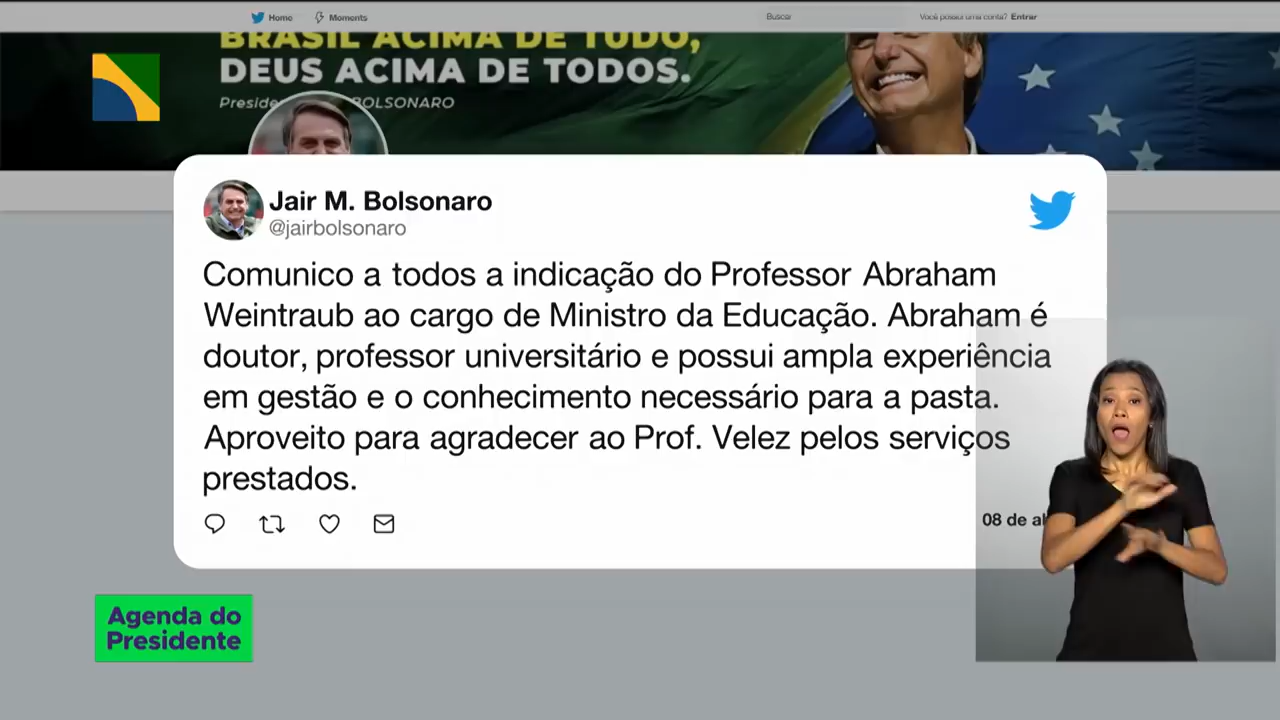 Home
Moments
Buscar
Você possui uma conta? Entrar
BRASIL ACIMA DE TUDO,
DEUS ACIMA DE TODOS.
BOLSONARO
Jair M. Bolsonaro
@jairbolsonaro
Comunico a todos a indicação do Professor Abraham
Weintraub ao cargo de Ministro da Educação. Abraham é
doutor, professor universitário e possui ampla experiência
em gestão e o conhecimento necessário para a pasta.
Aproveito para agradecer ao Prof. Velez pelos serviços
prestados.
08 de
Agenda do
Presidente